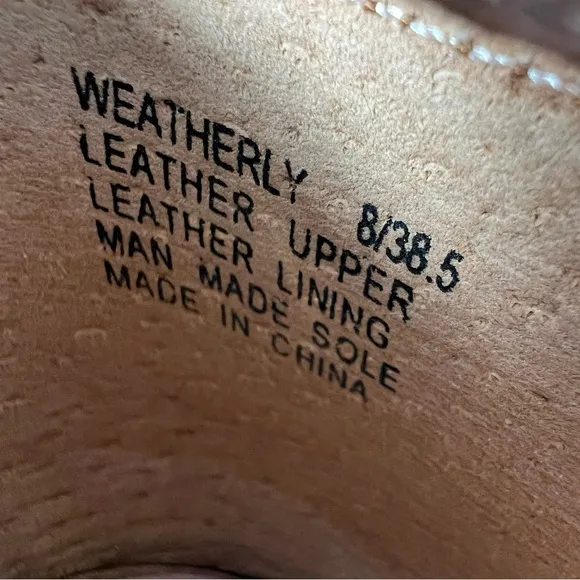 WEATHERLY 8/38.5
LEATHER UPPER
LEATHER LINING
MAN MADE SOLE
MADE IN CHINA